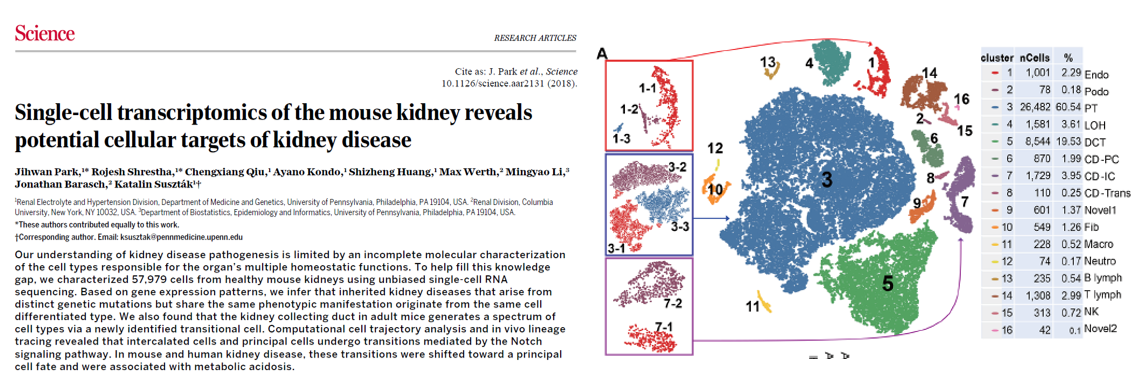 Science
RESEARCH ARTICLES
Cite as: J. Park et al., Science
10.1126/science.aar2131 (2018).
Single-cell transcriptomics of the mouse kidney reveals
potential cellular targets of kidney disease
Jihwan Park,¹* Rojesh Shrestha,¹* Chengxiang Qiu,¹ Ayano Kondo,¹ Shizheng Huang,¹ Max Werth,² Mingyao Li,³
Jonathan Barasch,² Katalin Suszták¹†
¹Renal Electrolyte and Hypertension Division, Department of Medicine and Genetics, University of Pennsylvania, Philadelphia, PA 19104, USA. ²Renal Division, Columbia
University, New York, NY 10032, USA. ³Department of Biostatistics, Epidemiology and Informatics, University of Pennsylvania, Philadelphia, PA 19104, USA.
*These authors contributed equally to this work.
†Corresponding author. Email: ksusztak@pennmedicine.upenn.edu
Our understanding of kidney disease pathogenesis is limited by an incomplete molecular characterization
of the cell types responsible for the organ's multiple homeostatic functions. To help fill this knowledge
gap, we characterized 57,979 cells from healthy mouse kidneys using unbiased single-cell RNA
sequencing. Based on gene expression patterns, we infer that inherited kidney diseases that arise from
distinct genetic mutations but share the same phenotypic manifestation originate from the same cell
differentiated type. We also found that the kidney collecting duct in adult mice generates a spectrum of
cell types via a newly identified transitional cell. Computational cell trajectory analysis and in vivo lineage
tracing revealed that intercalated cells and principal cells undergo transitions mediated by the Notch
signaling pathway. In mouse and human kidney disease, these transitions were shifted toward a principal
cell fate and were associated with metabolic acidosis.
A
1-1
1-2
1-3
3-2
3-3
3-1
7-2
7-1
13
4
1
14
16
2
15
6
12
10
3
8
7
9
5
11
cluster nCells %
1 1,001 2.29 Endo
2 78 0.18 Podo
3 26,482 60.54 PT
4 1,581 3.61 LOH
5 8,544 19.53 DCT
6 870 1.99 CD-PC
7 1,729 3.95 CD-IC
8 110 0.25 CD-Trans
9 601 1.37 Novel1
10 549 1.26 Fib
11 228 0.52 Macro
12 74 0.17 Neutro
13 235 0.54 B lymph
14 1,308 2.99 T lymph
15 313 0.72 NK
16 42 0.1 Novel2